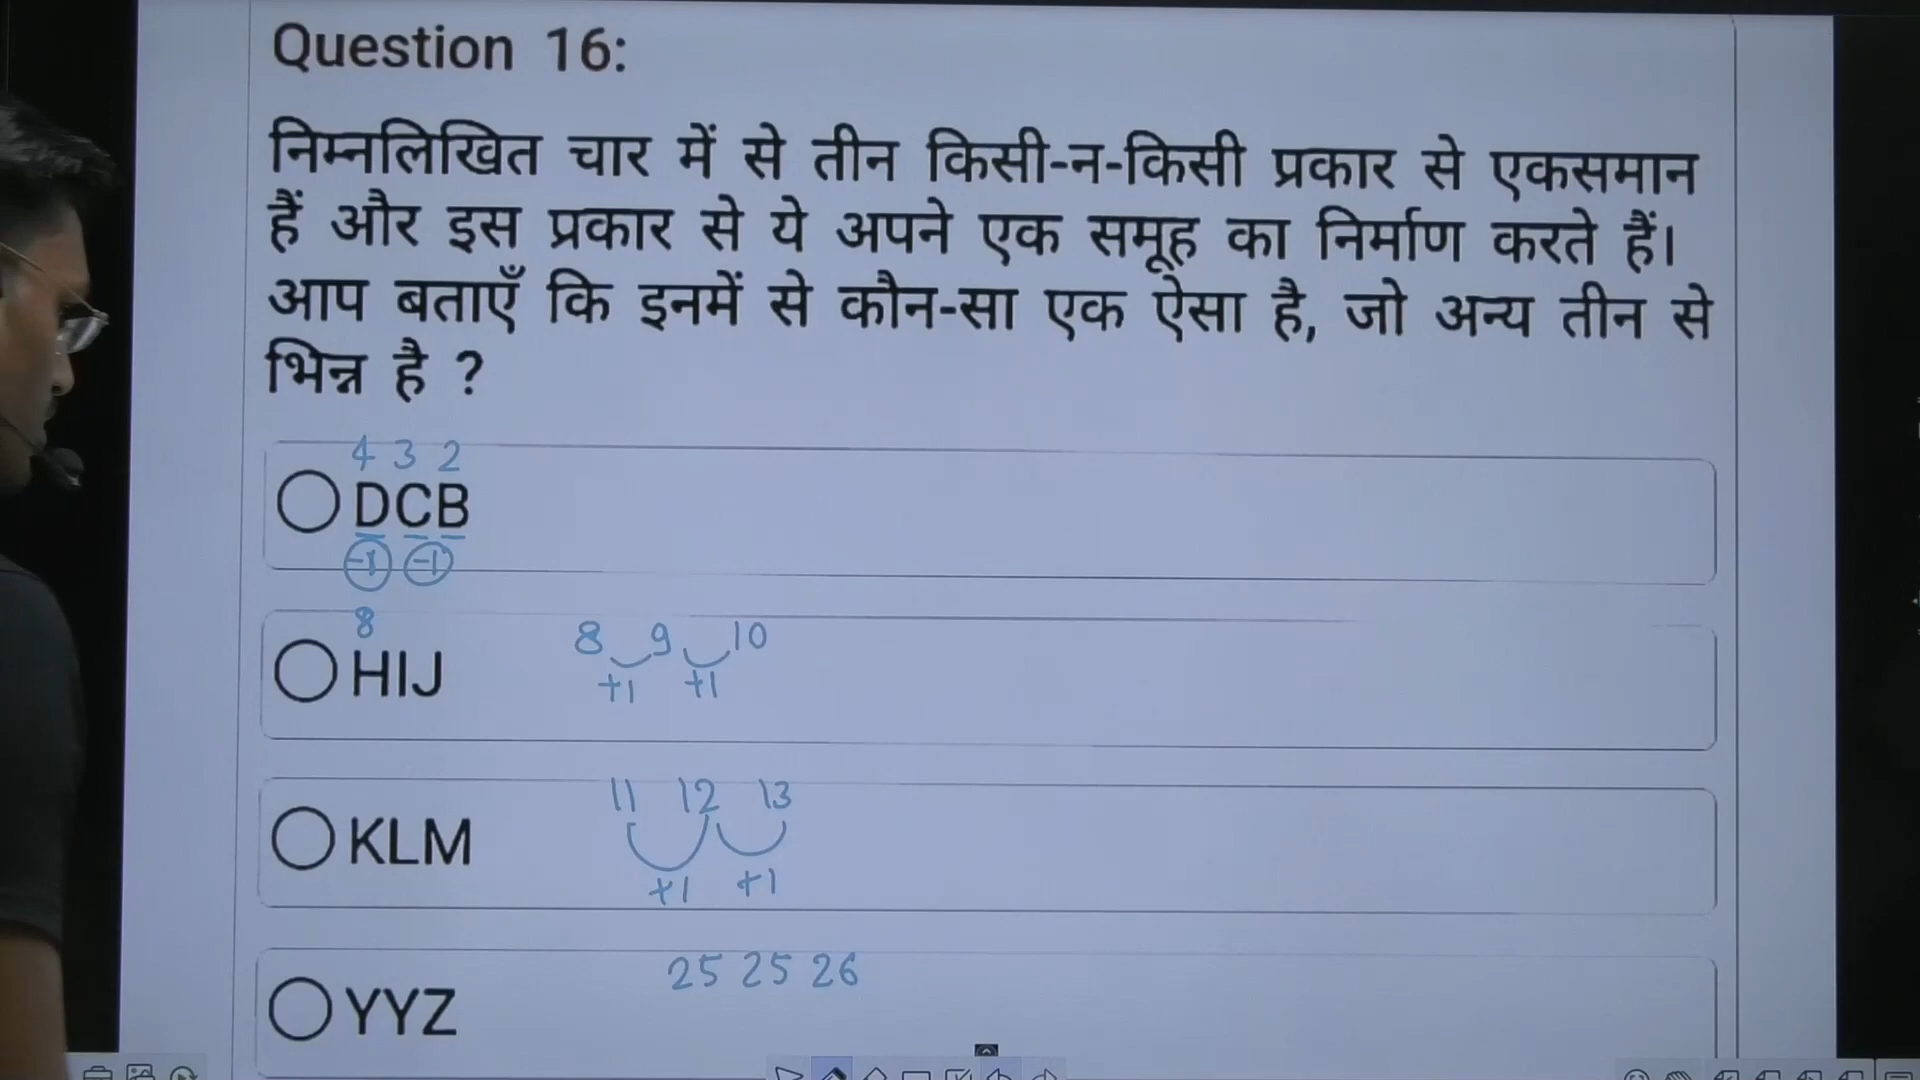 Question 16:
निम्नलिखित चार में से तीन किसी-न-किसी प्रकार से एकसमान
हैं और इस प्रकार से ये अपने एक समूह का निर्माण करते हैं।
आप बताएँ कि इनमें से कौन-सा एक ऐसा है, जो अन्य तीन से
भिन्न है ?
4 3 2
DCB
-1 -1
8
8 9 10
HIJ
+1 +1
11 12 13
KLM
+1 +1
25 25 26
YYZ